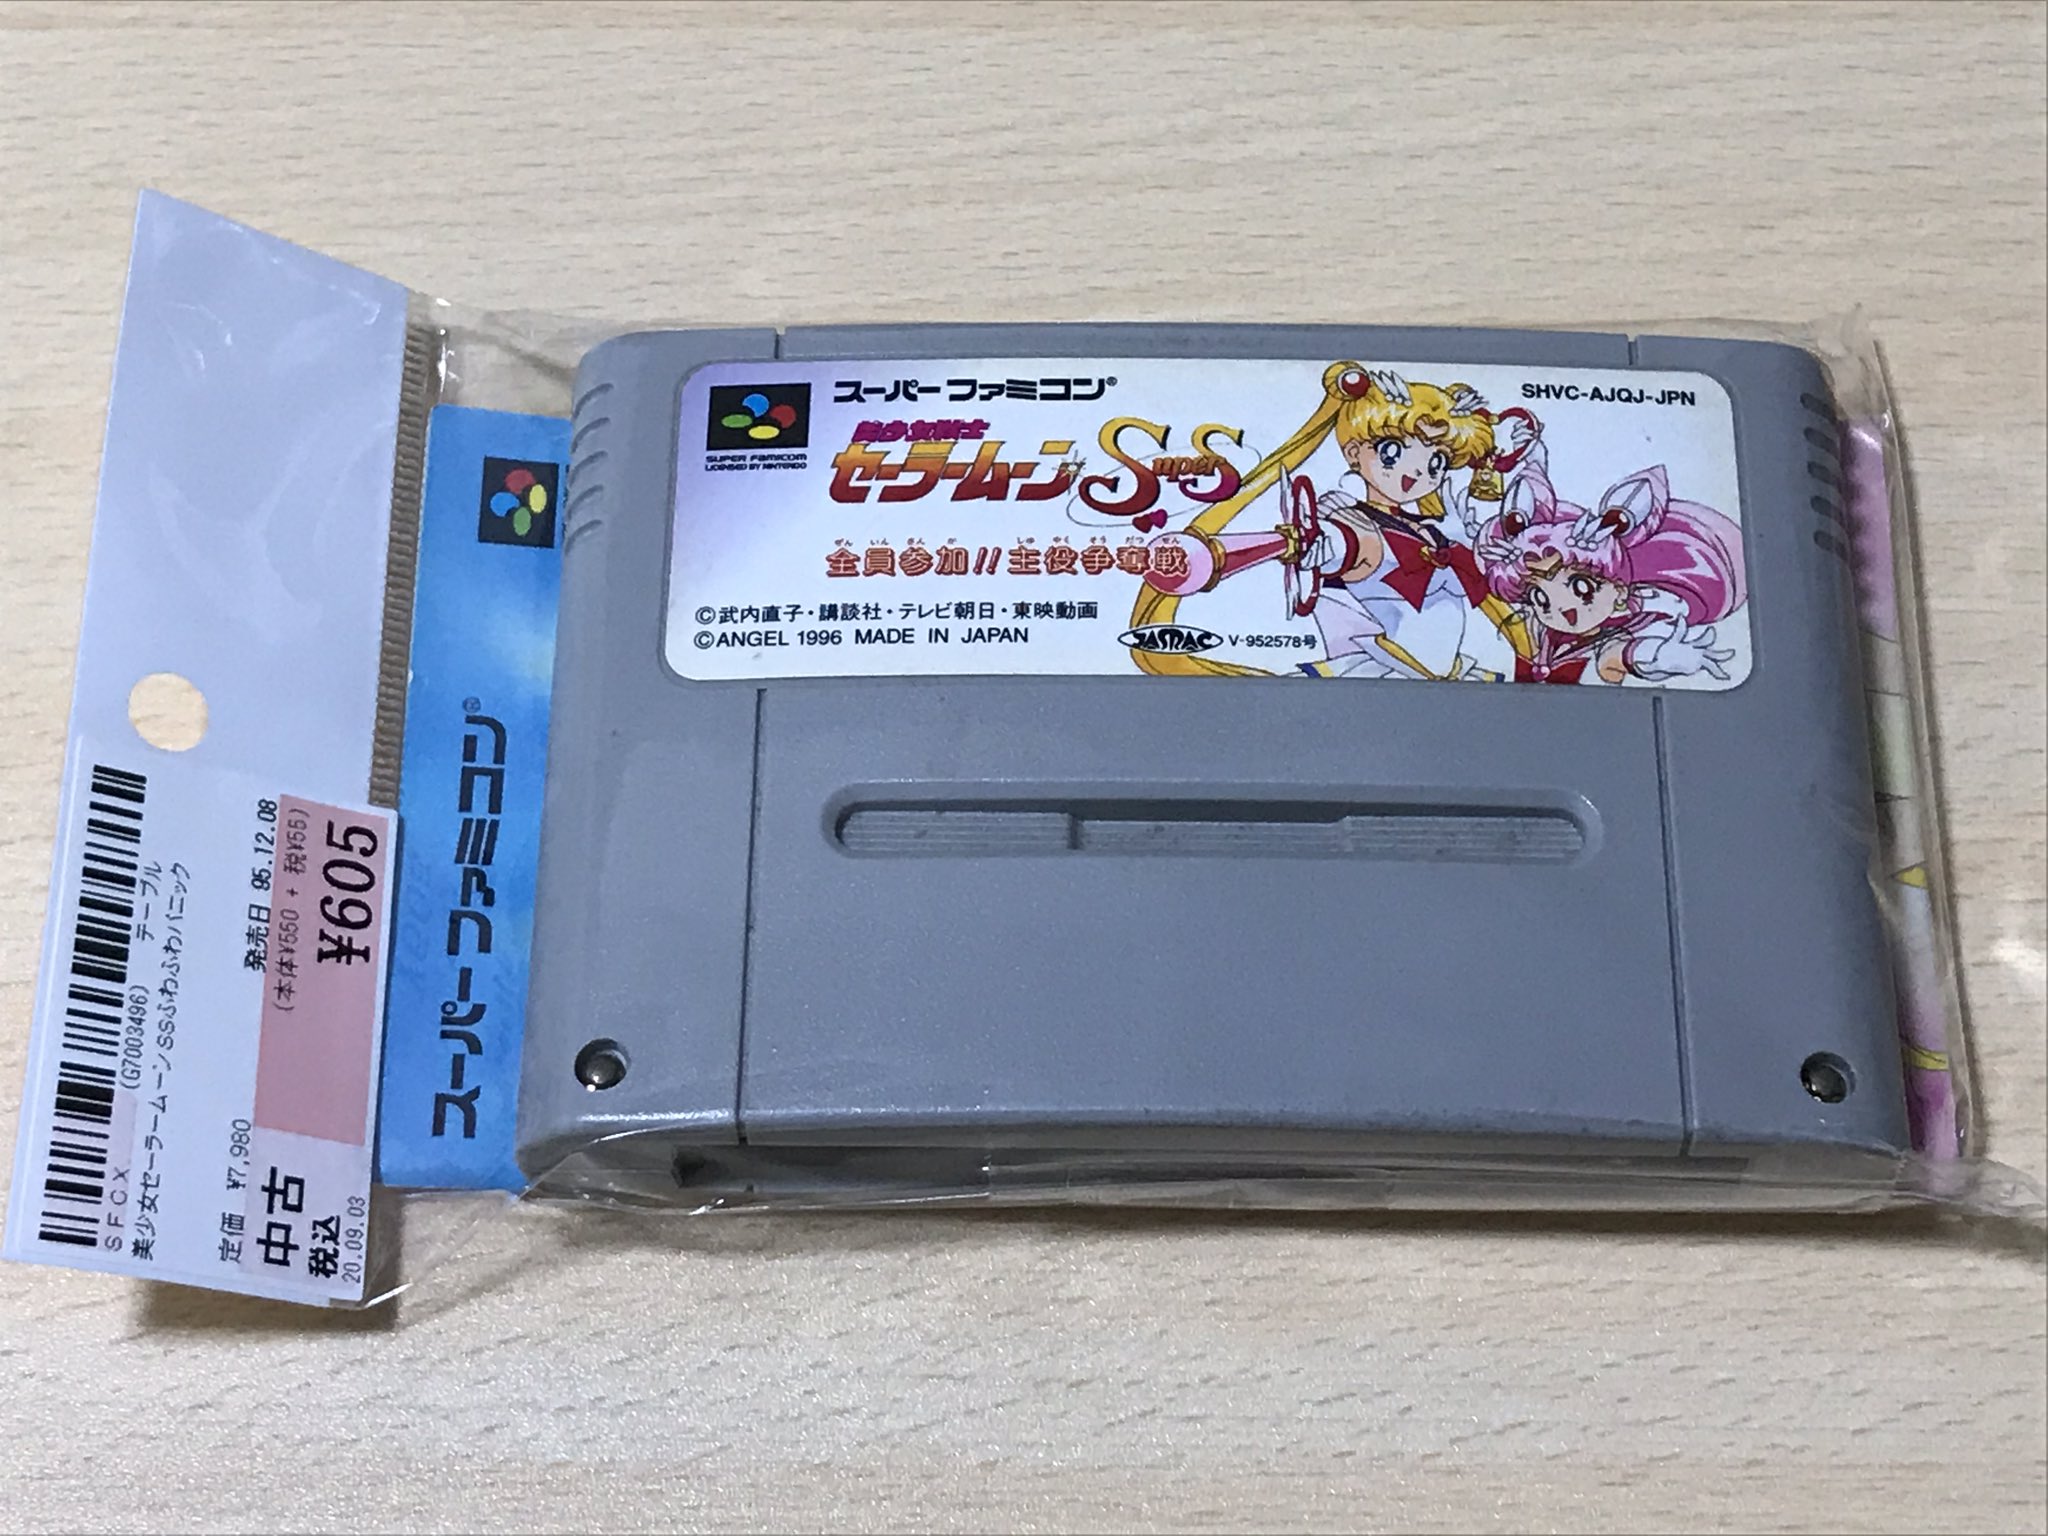 スーパーファミコン®
SUPER FAMICOM
LICENSED BY NINTENDO
SHVC-AJQJ-JPN
美少女戦士
セーラームーン SuperS
ぜんいんさんか しゅやくそうだつせん
全員参加!!主役争奪戦
©武内直子・講談社・テレビ朝日・東映動画
©ANGEL 1996 MADE IN JAPAN
JASRAC V-952578号
スーパーファミコン®
SFCX (G7003496) テーブル
美少女セーラームーンSSふわふわパニック
定価 ¥7,980 発売日 95.12.08
中古 (本体¥550 + 税¥55)
税込 ¥605
20.09.03